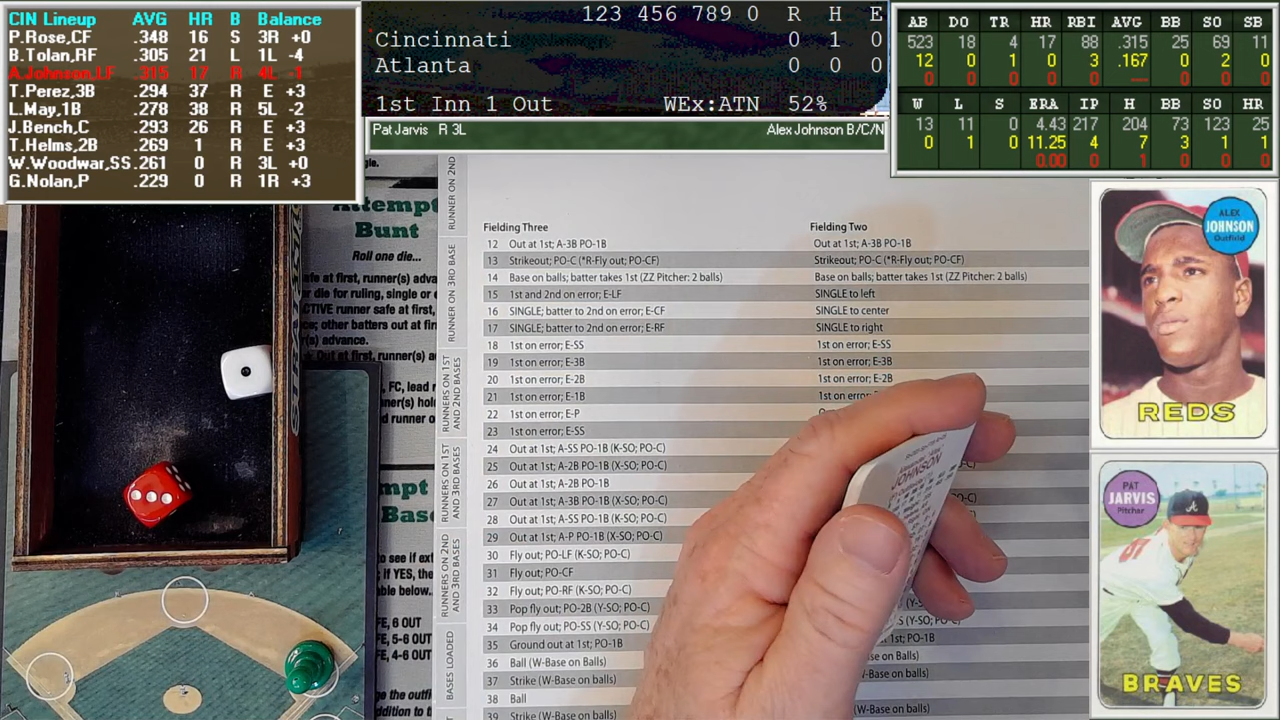 CIN Lineup AVG HR B Balance
P.Rose,CF .348 16 S 3R +0
B.Tolan,RF .305 21 L 1L -4
A.Johnson,LF .315 17 R 4L -1
T.Perez,3B .294 37 R E +3
L.May,1B .278 38 R 5L -2
J.Bench,C .293 26 R E +3
T.Helms,2B .269 1 R E +3
W.Woodwar,SS .261 0 R 3L +0
G.Nolan,P .229 0 R 1R +3
123 456 789 0 R H E
Cincinnati 0 1 0
Atlanta 0 0 0
1st Inn 1 Out WEx:ATN 52%
Pat Jarvis R 3L Alex Johnson B/C/N
AB DO TR HR RBI AVG BB SO SB
523 18 4 17 88 .315 25 69 11
12 0 1 0 3 .167 0 2 0
0 0 0 0 0 — 0 0 0
W L S ERA IP H BB SO HR
13 11 0 4.43 217 204 73 123 25
0 1 0 11.25 4 7 3 1 1
0.00 0 1 0 0 0
Attempt
Bunt
Roll one die...
RUNNER ON 2ND
RUNNER ON 3RD BASE
RUNNERS ON 1ST AND 2ND BASES
RUNNERS ON 1ST AND 3RD BASES
RUNNERS ON 2ND AND 3RD BASES
BASES LOADED
Fielding Three
12 Out at 1st; A-3B PO-1B
13 Strikeout; PO-C (*R-Fly out; PO-CF)
14 Base on balls; batter takes 1st (ZZ Pitcher: 2 balls)
15 1st and 2nd on error; E-LF
16 SINGLE; batter to 2nd on error; E-CF
17 SINGLE; batter to 2nd on error; E-RF
18 1st on error; E-SS
19 1st on error; E-3B
20 1st on error; E-2B
21 1st on error; E-1B
22 1st on error; E-P
23 1st on error; E-SS
24 Out at 1st; A-SS PO-1B (K-SO; PO-C)
25 Out at 1st; A-2B PO-1B (X-SO; PO-C)
26 Out at 1st; A-2B PO-1B
27 Out at 1st; A-3B PO-1B (X-SO; PO-C)
28 Out at 1st; A-SS PO-1B (K-SO; PO-C)
29 Out at 1st; A-P PO-1B (X-SO; PO-C)
30 Fly out; PO-LF (K-SO; PO-C)
31 Fly out; PO-CF
32 Fly out; PO-RF (K-SO; PO-C)
33 Pop fly out; PO-2B (Y-SO; PO-C)
34 Pop fly out; PO-SS (Y-SO; PO-C)
35 Ground out at 1st; PO-1B
36 Ball (W-Base on Balls)
37 Strike (W-Base on balls)
38 Ball
39 Strike (W-Base on balls)
Fielding Two
Out at 1st; A-3B PO-1B
Strikeout; PO-C (*R-Fly out; PO-CF)
Base on balls; batter takes 1st (ZZ Pitcher: 2 balls)
SINGLE to left
SINGLE to center
SINGLE to right
1st on error; E-SS
1st on error; E-3B
1st on error; E-2B
JOHNSON
ALEX
JOHNSON
Outfield
REDS
PAT
JARVIS
Pitcher
BRAVES